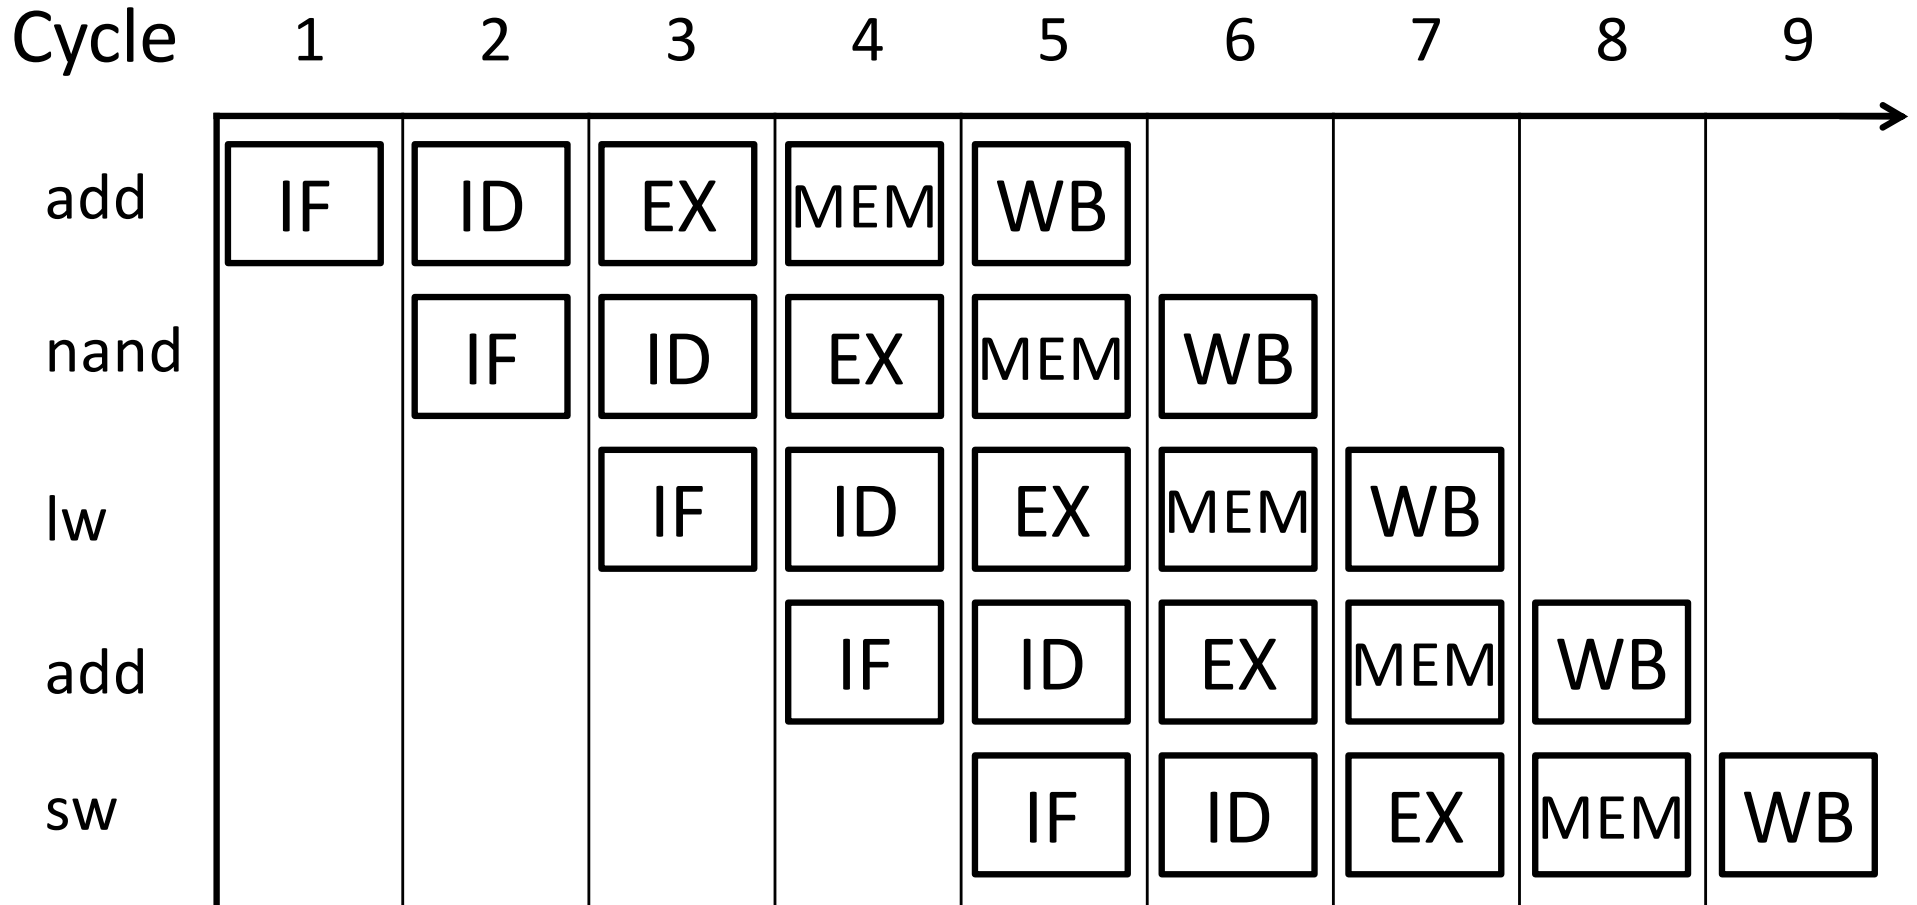 Cycle 1 2 3 4 5 6 7 8 9
add IF ID EX MEM WB
nand IF ID EX MEM WB
lw IF ID EX MEM WB
add IF ID EX MEM WB
sw IF ID EX MEM WB